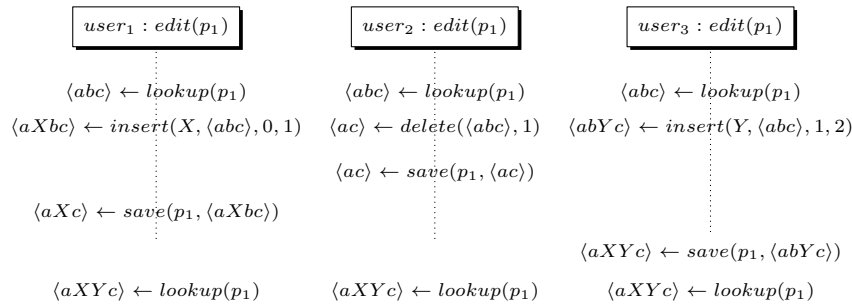 user₁ : edit(p₁)
⟨abc⟩ ← lookup(p₁)
⟨aXbc⟩ ← insert(X, ⟨abc⟩, 0, 1)
⟨aXc⟩ ← save(p₁, ⟨aXbc⟩)
⟨aXYc⟩ ← lookup(p₁)
user₂ : edit(p₁)
⟨abc⟩ ← lookup(p₁)
⟨ac⟩ ← delete(⟨abc⟩, 1)
⟨ac⟩ ← save(p₁, ⟨ac⟩)
⟨aXYc⟩ ← lookup(p₁)
user₃ : edit(p₁)
⟨abc⟩ ← lookup(p₁)
⟨abYc⟩ ← insert(Y, ⟨abc⟩, 1, 2)
⟨aXYc⟩ ← save(p₁, ⟨abYc⟩)
⟨aXYc⟩ ← lookup(p₁)